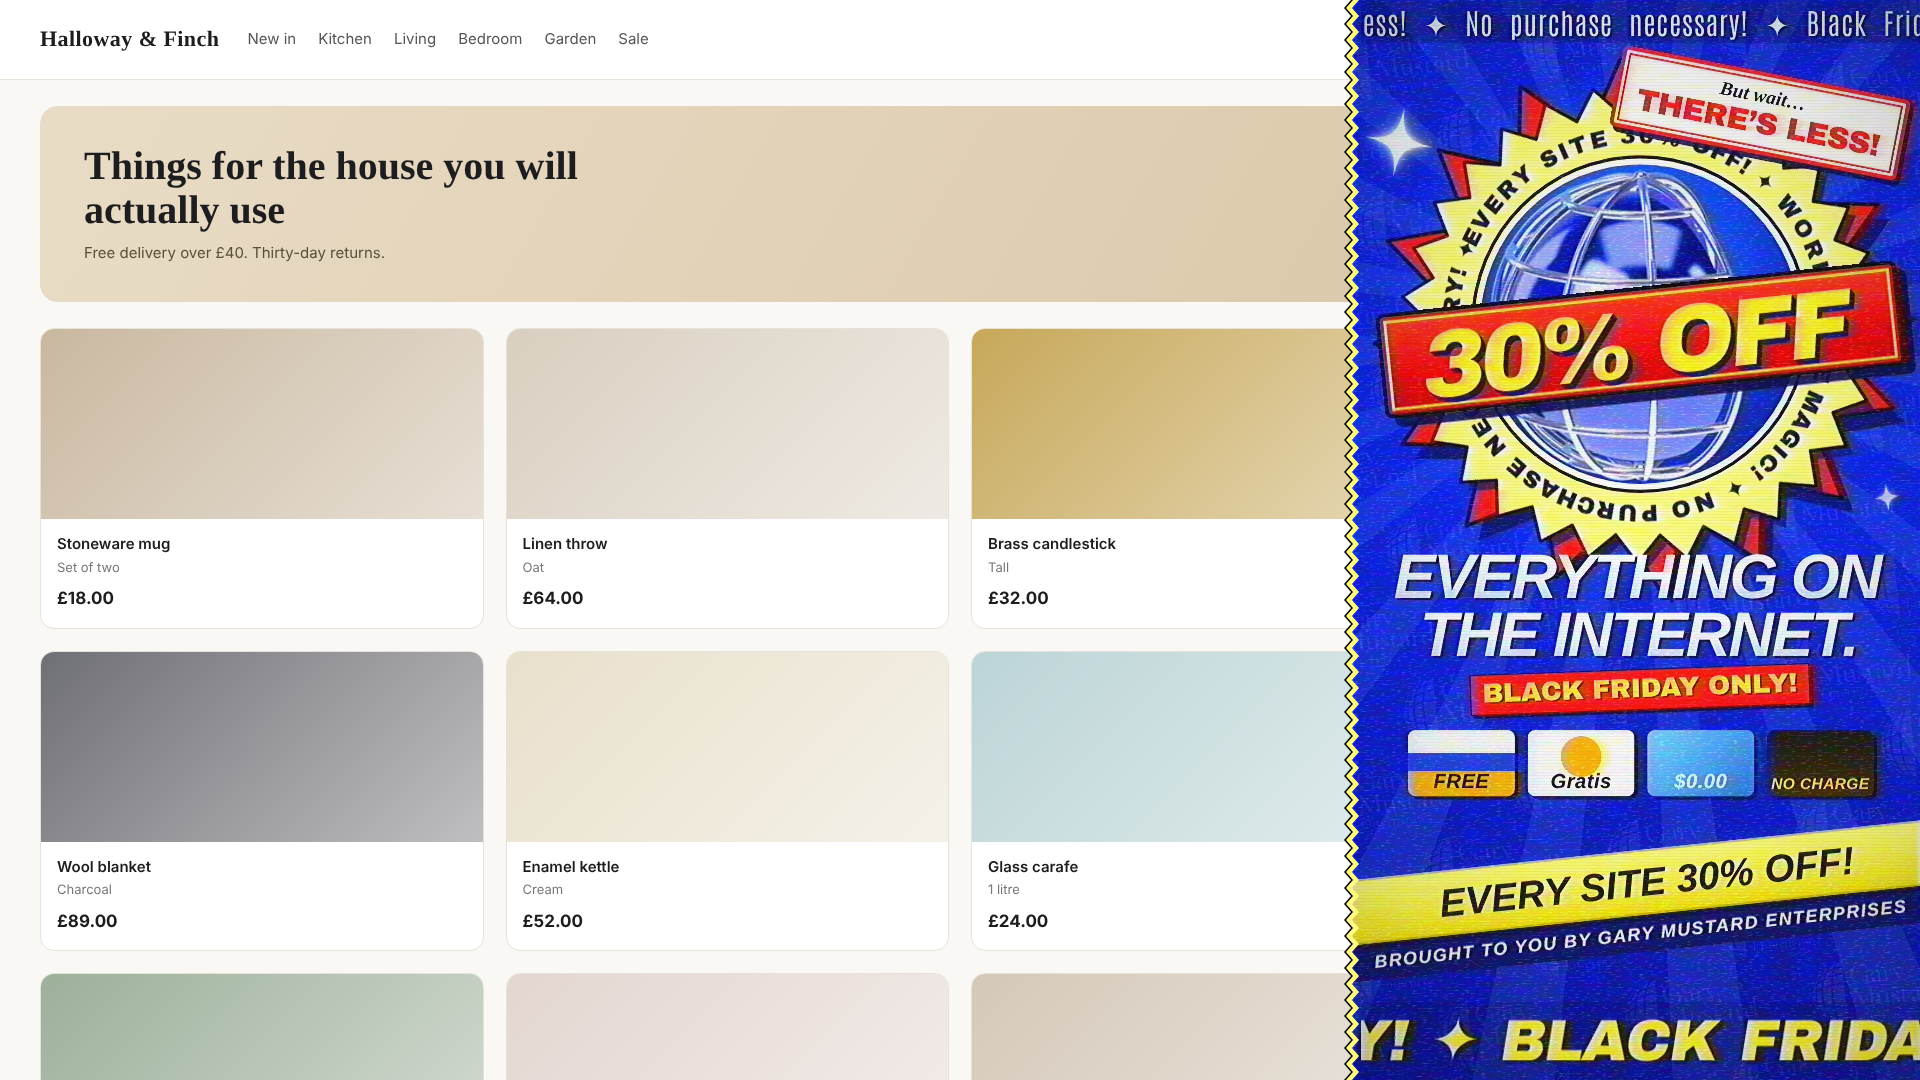 Halloway & Finch
New in
Kitchen
Living
Bedroom
Garden
Sale
Things for the house you will
actually use
Free delivery over £40. Thirty-day returns.
Stoneware mug
Set of two
£18.00
Linen throw
Oat
£64.00
Brass candlestick
Tall
£32.00
Wool blanket
Charcoal
£89.00
Enamel kettle
Cream
£52.00
Glass carafe
1 litre
£24.00
ess! ✦ No purchase necessary! ✦ Black Frid
But wait...
THERE'S LESS!
EVERY SITE 30% OFF! ✦ WOR
MAGIC! ✦ NO PURCHASE NE
RY! ✦
30% OFF
EVERYTHING ON
THE INTERNET.
BLACK FRIDAY ONLY!
FREE
Gratis
$0.00
NO CHARGE
EVERY SITE 30% OFF!
BROUGHT TO YOU BY GARY MUSTARD ENTERPRISES
Y! ✦ BLACK FRIDA